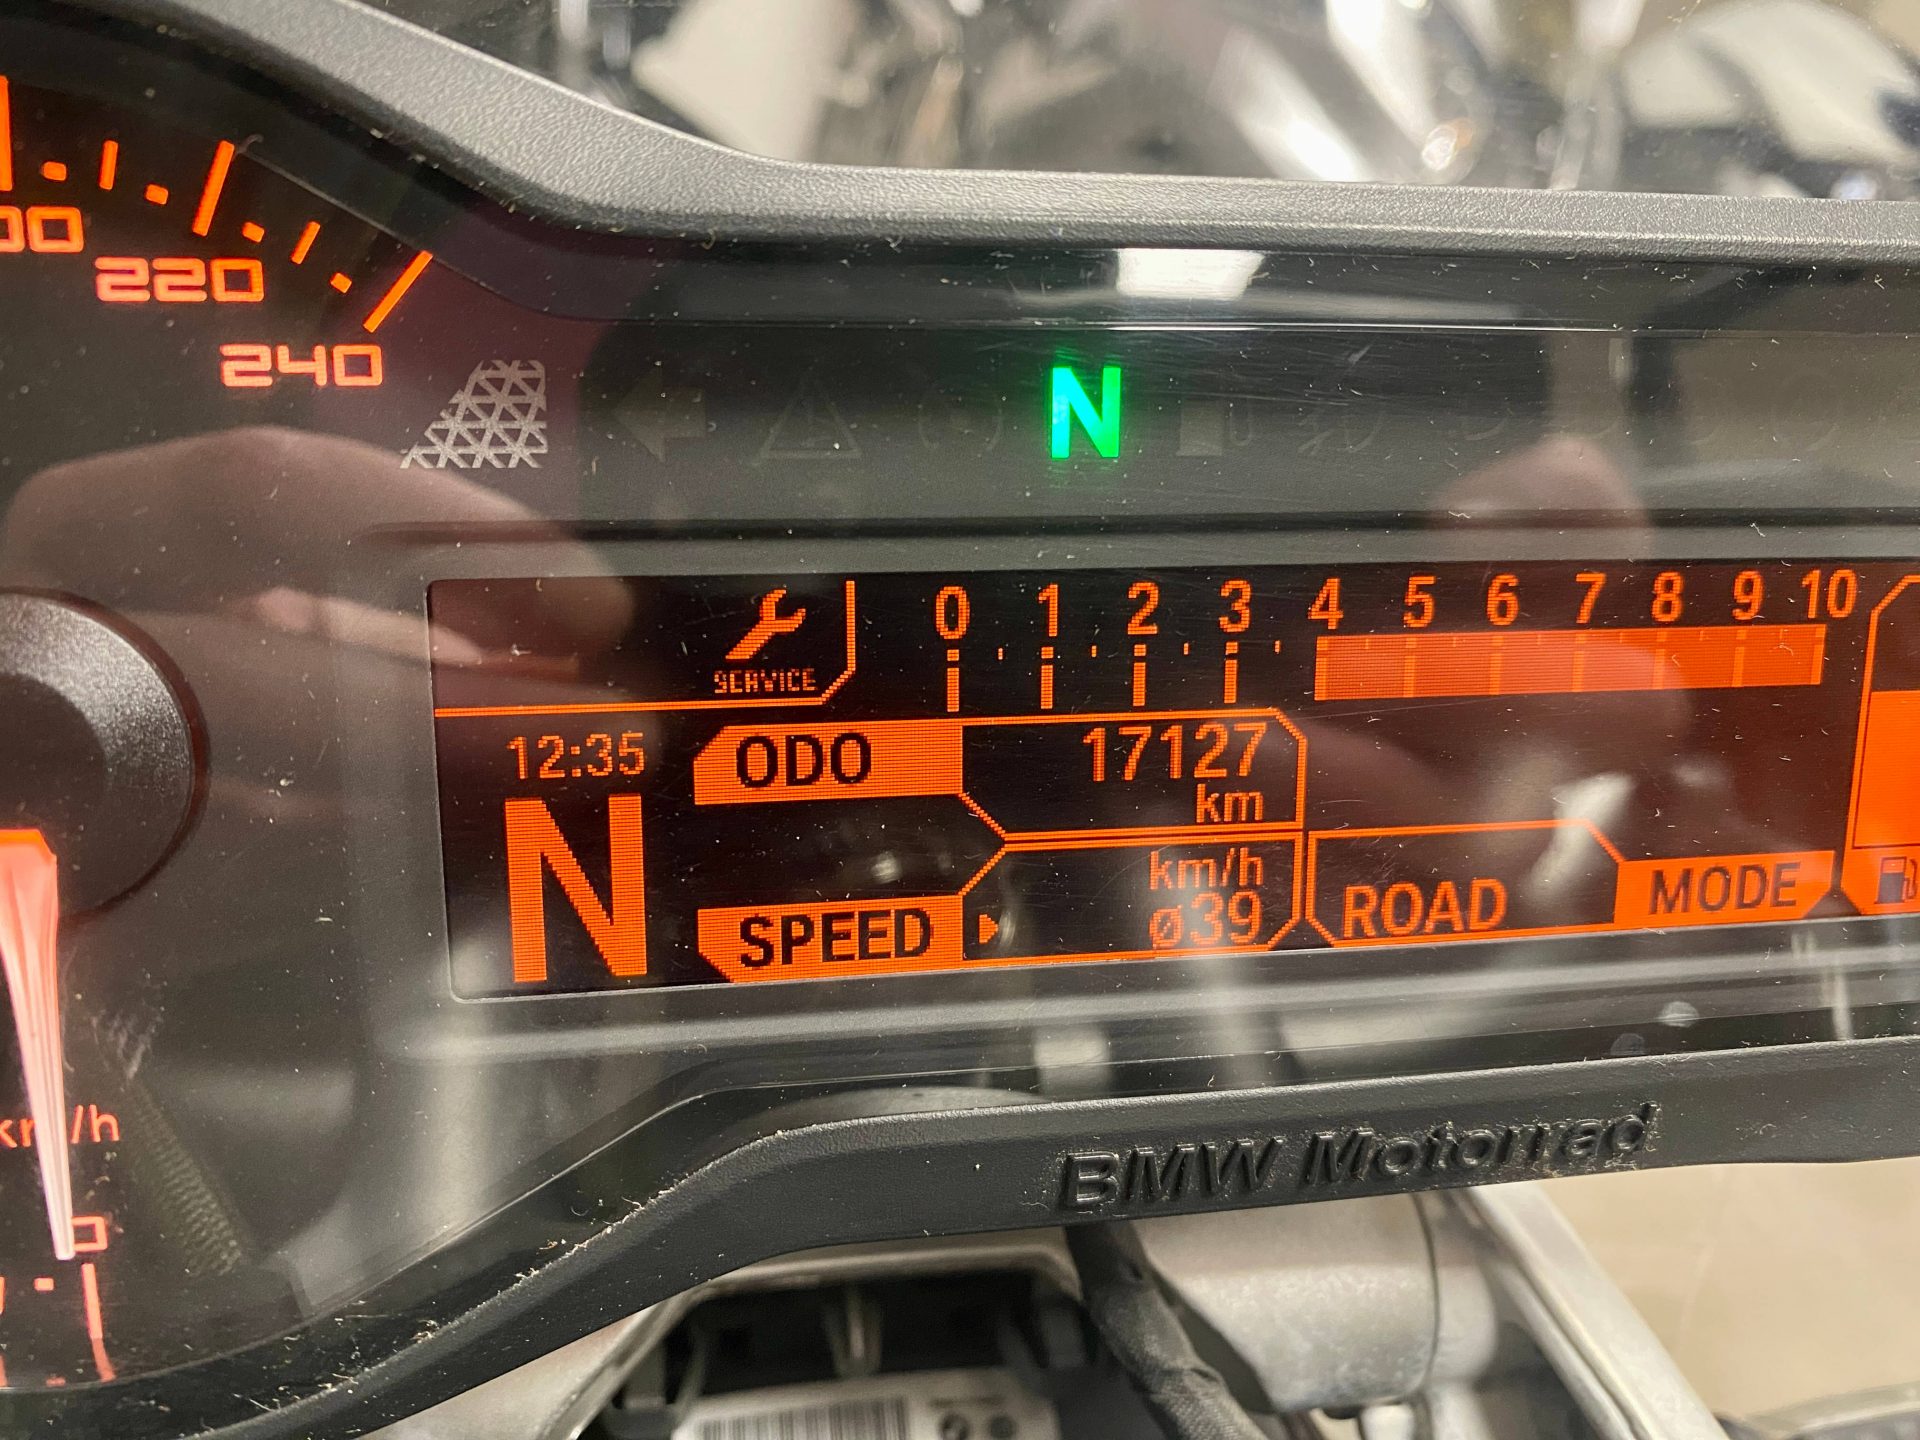 220
240
N
SERVICE
0 1 2 3 4 5 6 7 8 9 10
12:35
ODO 17127
km
N
km/h
SPEED ø39
ROAD MODE
km/h
0
BMW Motorrad